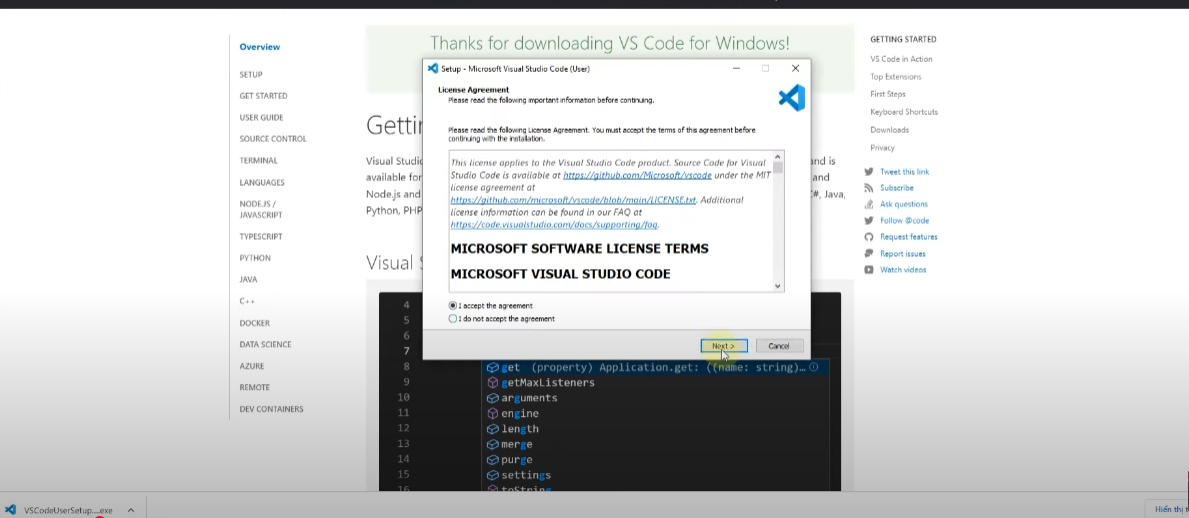 Overview
SETUP
GET STARTED
USER GUIDE
SOURCE CONTROL
TERMINAL
LANGUAGES
NODE.JS /
JAVASCRIPT
TYPESCRIPT
PYTHON
JAVA
C++
DOCKER
DATA SCIENCE
AZURE
REMOTE
DEV CONTAINERS
Thanks for downloading VS Code for Windows!
Setup - Microsoft Visual Studio Code (User)
License Agreement
Please read the following important information before continuing.
Please read the following License Agreement. You must accept the terms of this agreement before
continuing with the installation.
This license applies to the Visual Studio Code product. Source Code for Visual
Studio Code is available at https://github.com/Microsoft/vscode under the MIT
license agreement at
https://github.com/microsoft/vscode/blob/main/LICENSE.txt. Additional
license information can be found in our FAQ at
https://code.visualstudio.com/docs/supporting/faq.
MICROSOFT SOFTWARE LICENSE TERMS
MICROSOFT VISUAL STUDIO CODE
I accept the agreement
I do not accept the agreement
Next >
Cancel
Visual
available for
Node.js and
Python, PHP
and is
and
#, Java,
Visual
4
5
6
7
8 get (property) Application.get: ((name: string)…
9 getMaxListeners
10 arguments
11 engine
12 length
13 merge
14 purge
15 settings
16 toString
GETTING STARTED
VS Code in Action
Top Extensions
First Steps
Keyboard Shortcuts
Downloads
Privacy
Tweet this link
Subscribe
Ask questions
Follow @code
Request features
Report issues
Watch videos
VSCodeUserSetup....exe
Hiển thị